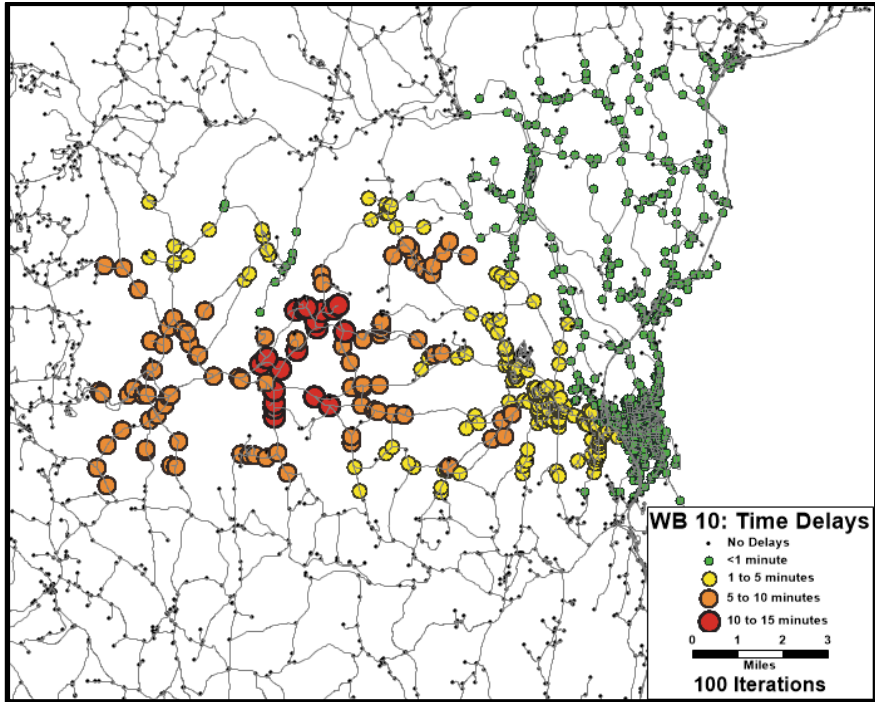 WB 10: Time Delays
No Delays
<1 minute
1 to 5 minutes
5 to 10 minutes
10 to 15 minutes
0 1 2 3
Miles
100 Iterations